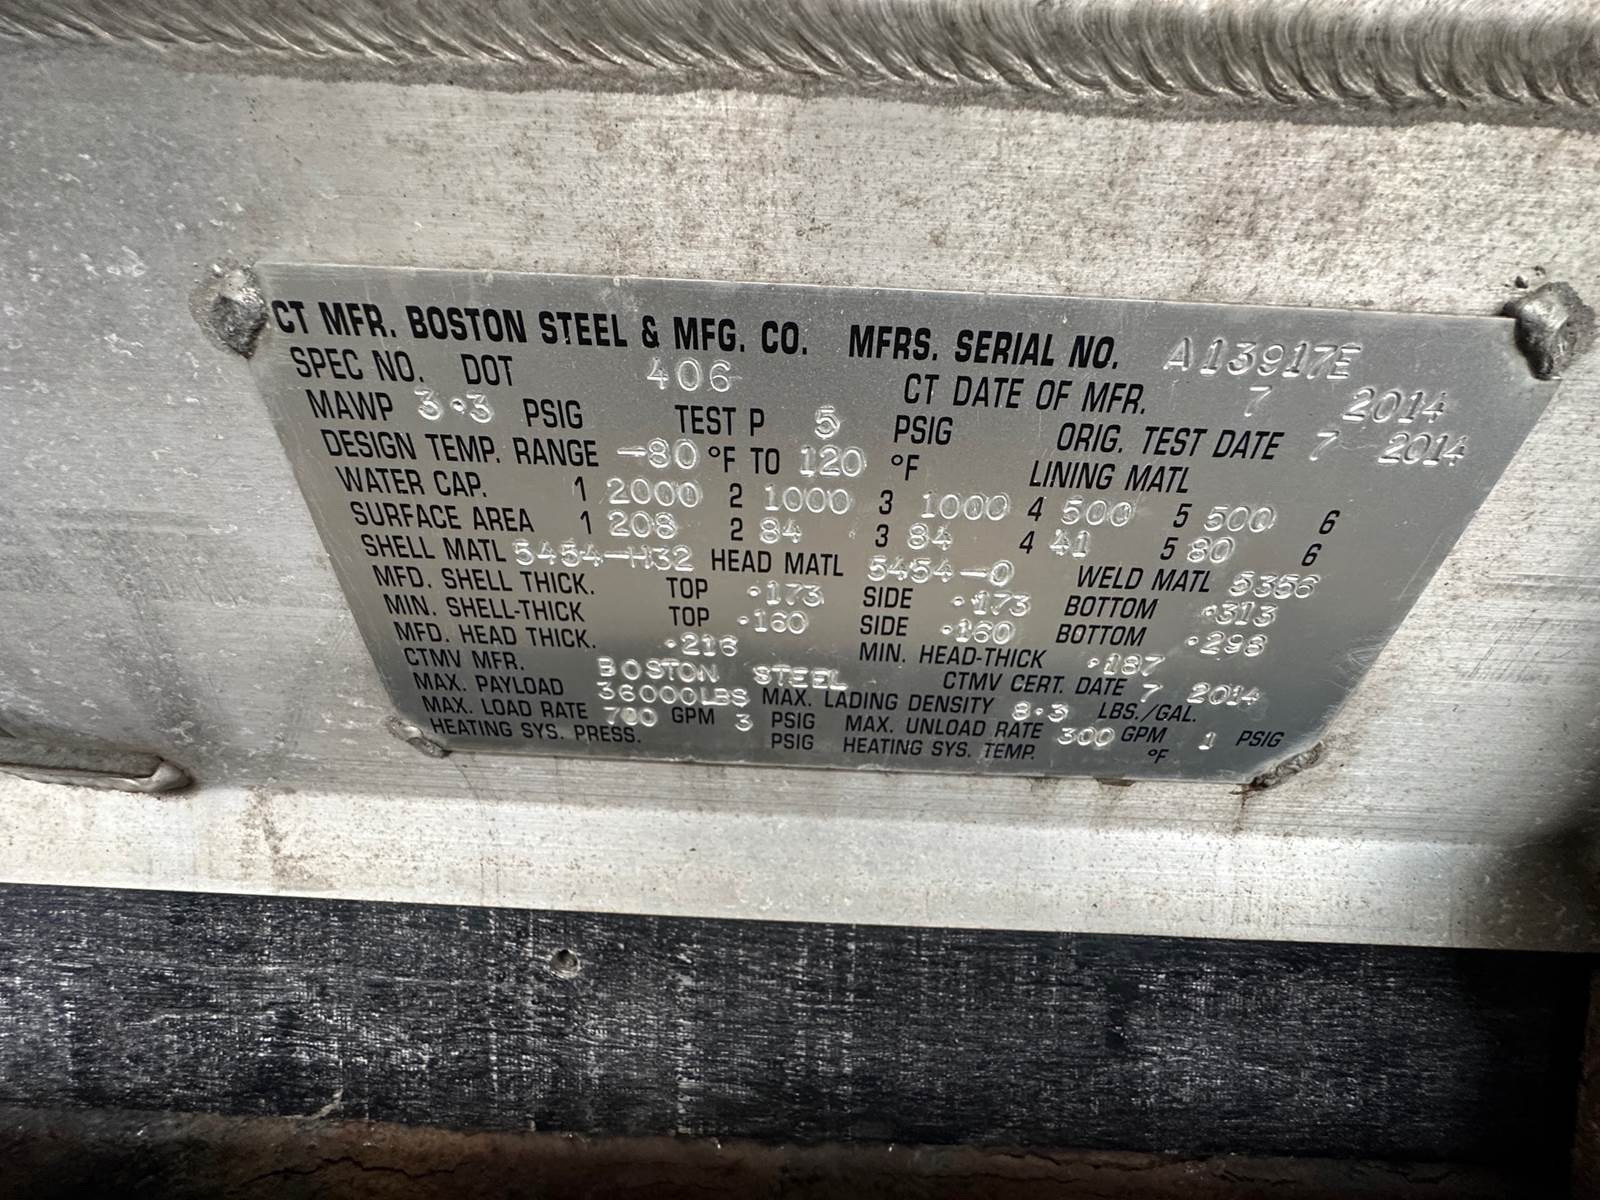 CT MFR. BOSTON STEEL & MFG. CO. MFRS. SERIAL NO. A13917E
SPEC NO. DOT 406 CT DATE OF MFR. 7 2014
MAWP 3.3 PSIG TEST P 5 PSIG ORIG. TEST DATE 7 2014
DESIGN TEMP. RANGE -80 °F TO 120 °F LINING MATL
WATER CAP. 1 2000 2 1000 3 1000 4 500 5 500 6
SURFACE AREA 1 208 2 84 3 84 4 41 5 80 6
SHELL MATL 5454-H32 HEAD MATL 5454-0 WELD MATL 5356
MFD. SHELL THICK. TOP .173 SIDE .173 BOTTOM .313
MIN. SHELL-THICK TOP .160 SIDE .160 BOTTOM .298
MFD. HEAD THICK. .216 MIN. HEAD-THICK .187
CTMV MFR. BOSTON STEEL CTMV CERT. DATE 7 2014
MAX. PAYLOAD 36000LBS MAX. LADING DENSITY 8.3 LBS./GAL.
MAX. LOAD RATE 700 GPM 3 PSIG MAX. UNLOAD RATE 300 GPM 1 PSIG
HEATING SYS. PRESS. PSIG HEATING SYS. TEMP. °F